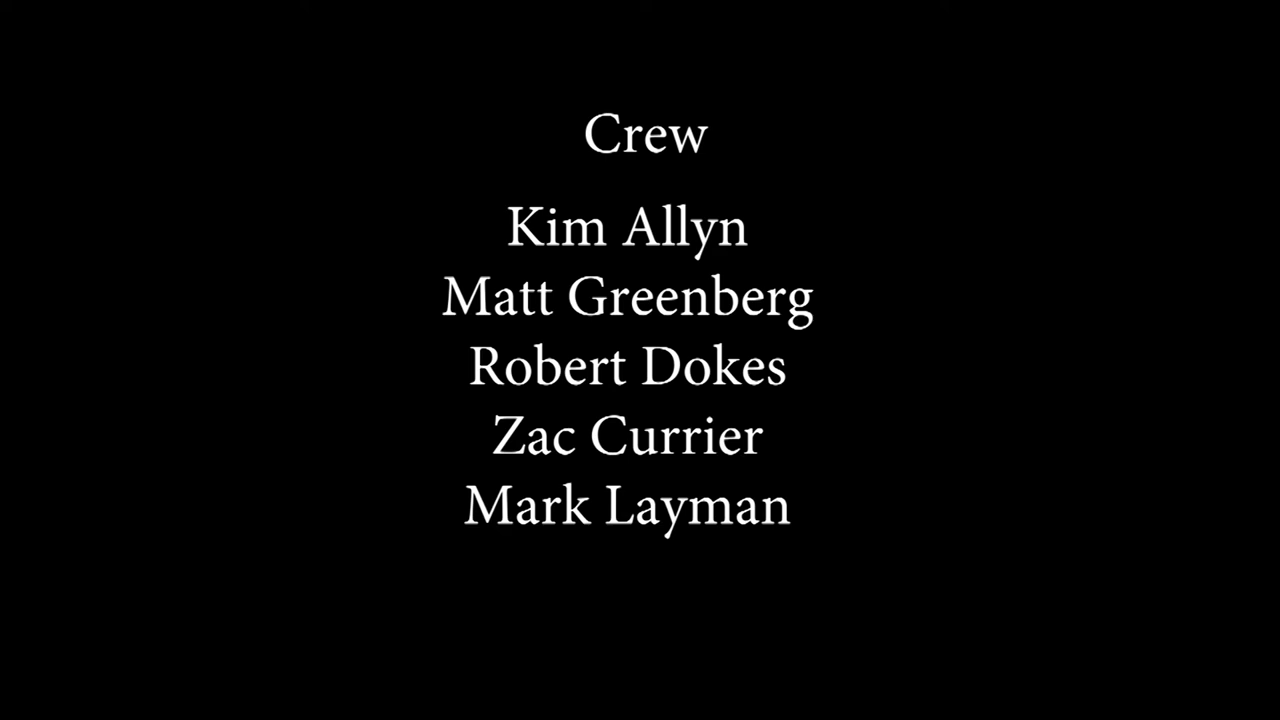 Crew
Kim Allyn
Matt Greenberg
Robert Dokes
Zac Currier
Mark Layman